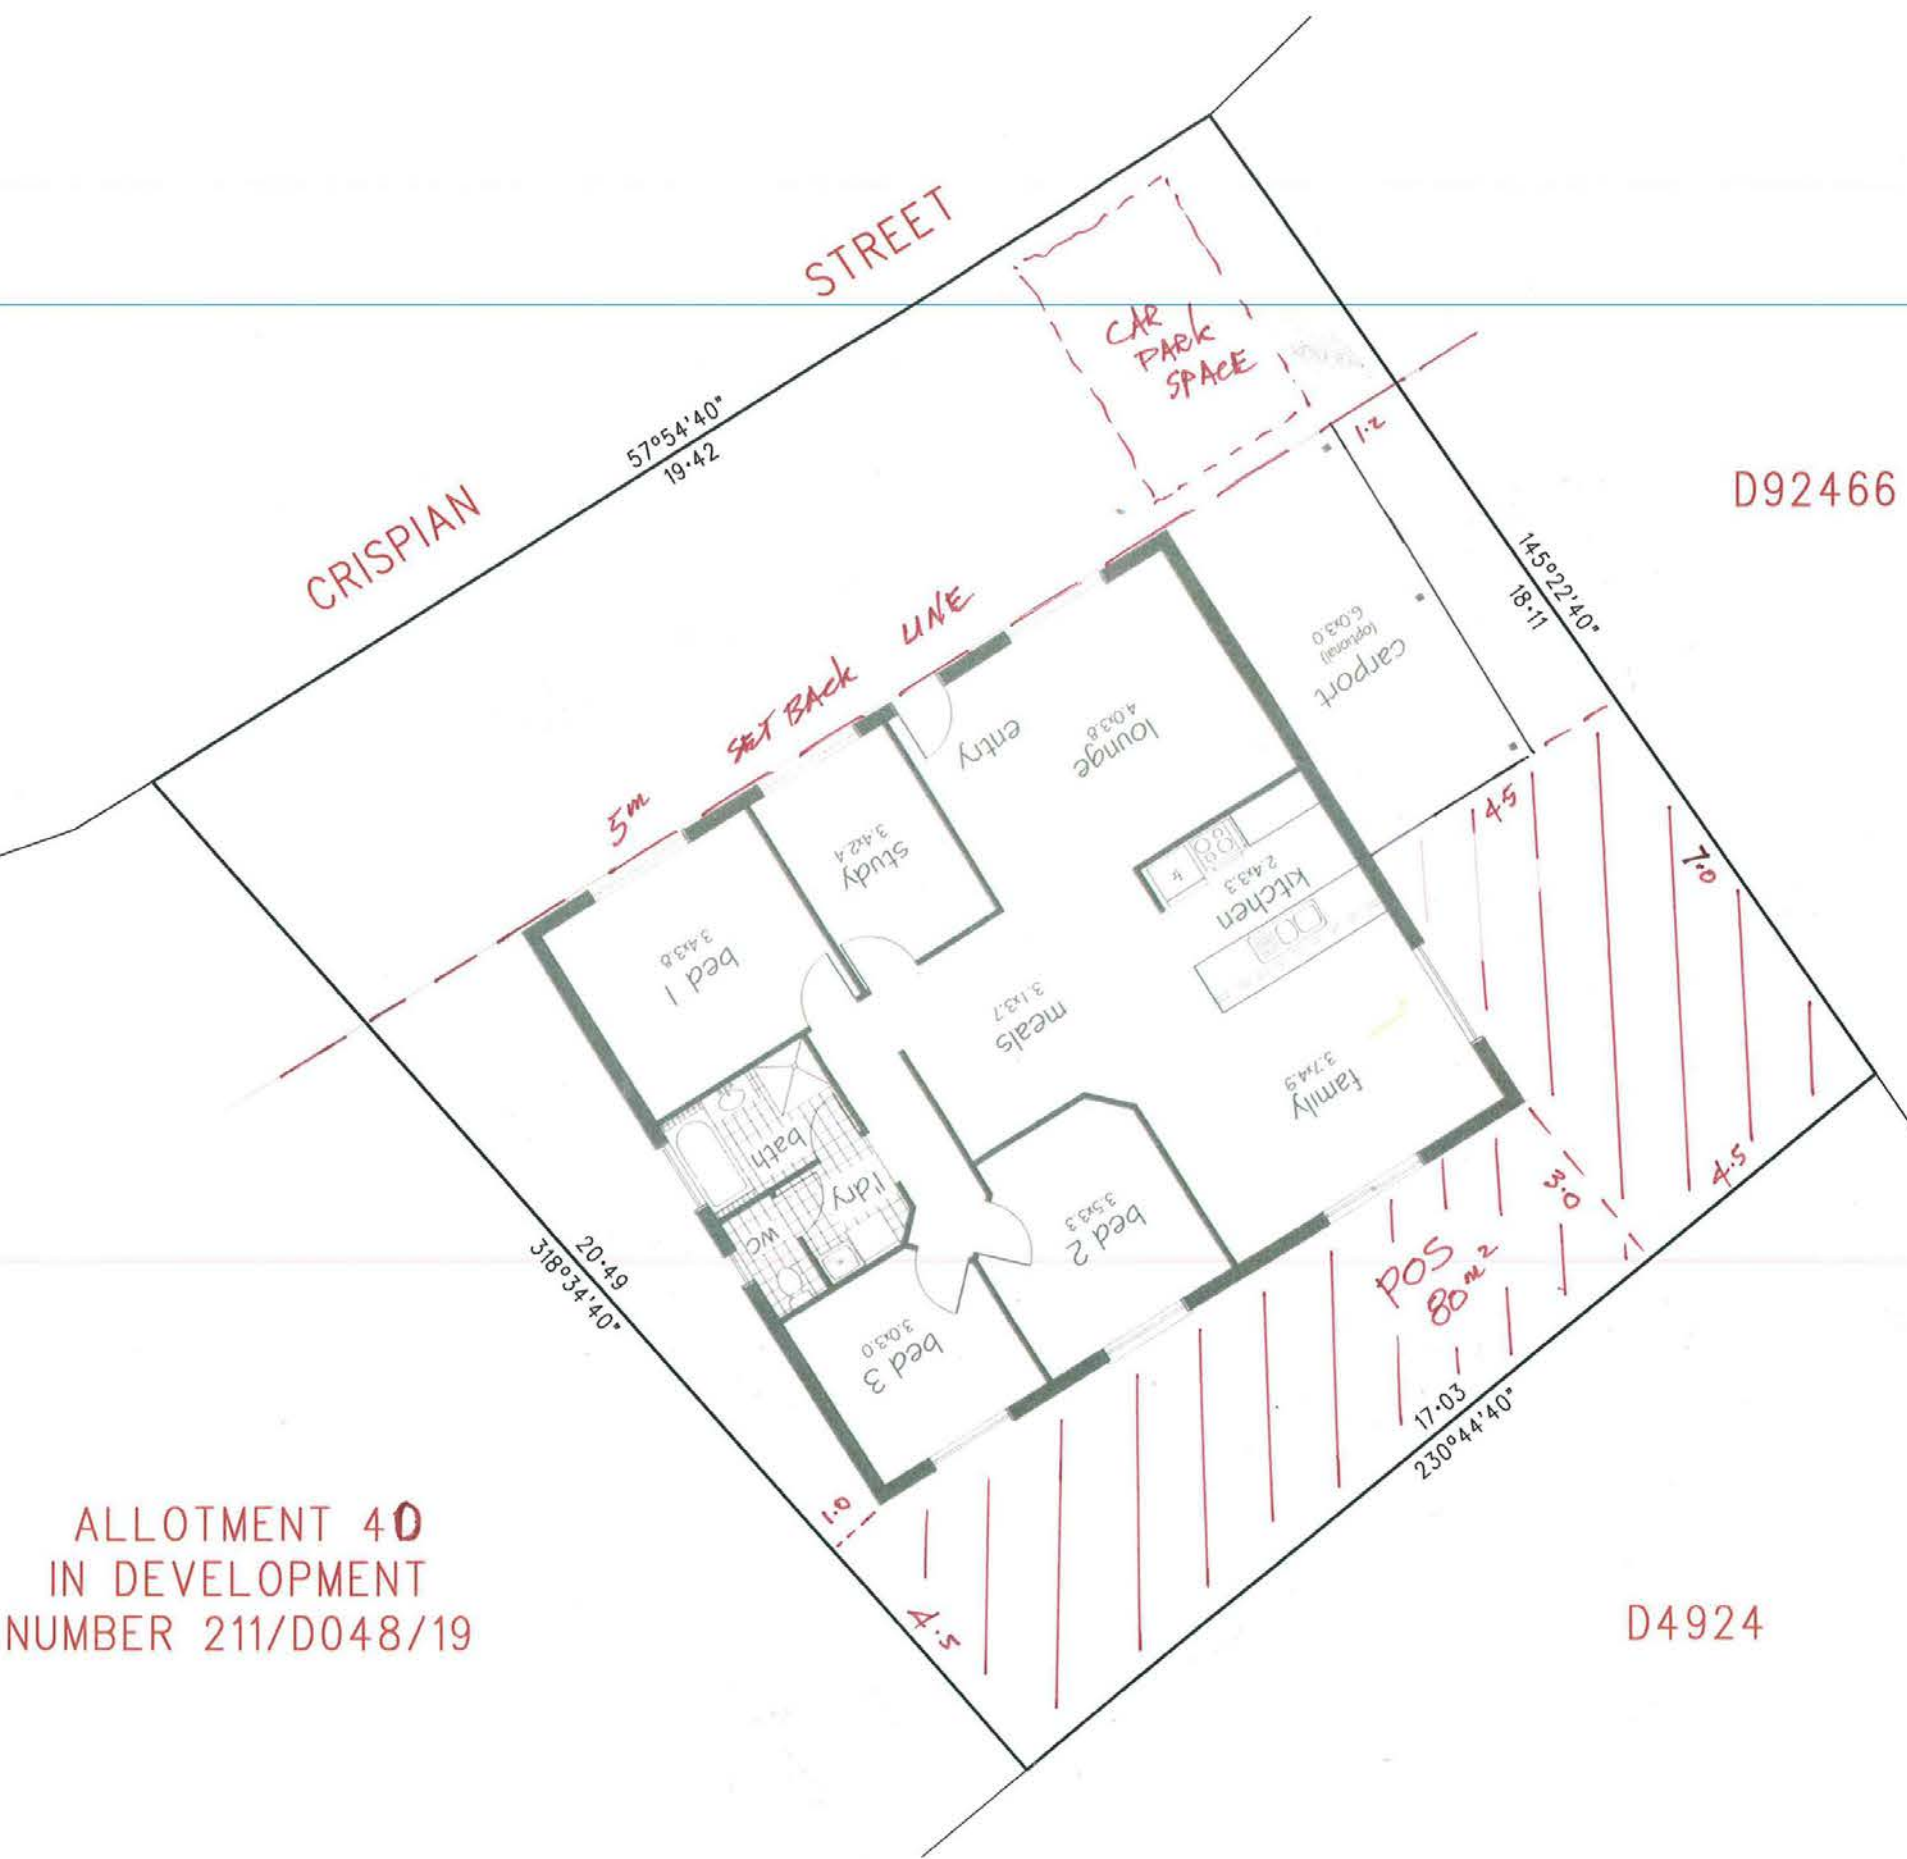 STREET
CRISPIAN
57°54'40"
19·42
CAR
PARK
SPACE
1.2
D92466
145°22'40"
18·11
5m SET BACK LINE
carport
(optional)
6.0x3.0
entry
lounge
4.0x3.8
study
3.4x2.4
kitchen
2.4x3.3
fr
bed 1
3.4x3.8
meals
3.1x3.7
family
3.7x4.9
bath
l'dry
WC
bed 2
3.5x3.3
bed 3
3.0x3.0
4.5
7.0
4.5
3.0
POS
80m²
17·03
230°44'40"
20·49
318°34'40"
1.0
4.5
ALLOTMENT 40
IN DEVELOPMENT
NUMBER 211/D048/19
D4924